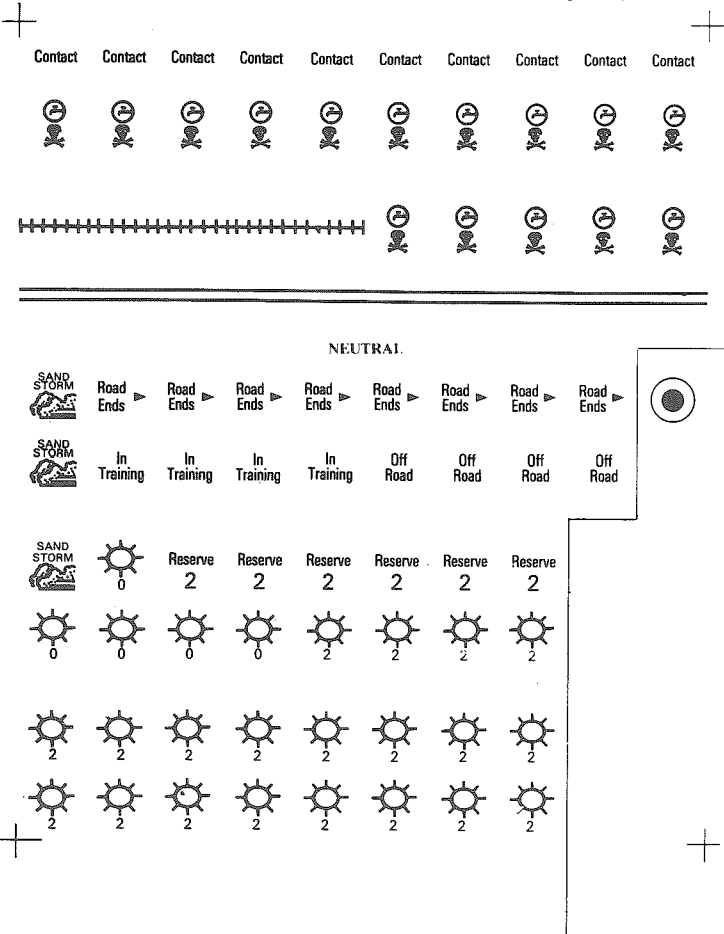 Contact Contact Contact Contact Contact Contact Contact Contact Contact Contact
NEUTRAL
SAND
STORM
Road Road Road Road Road Road Road Road
Ends Ends Ends Ends Ends Ends Ends Ends
SAND
STORM
In In In In Off Off Off Off
Training Training Training Training Road Road Road Road
SAND
STORM
Reserve Reserve Reserve Reserve Reserve Reserve
0 2 2 2 2 2 2
0 0 0 0 2 2 2 2
2 2 2 2 2 2 2 2
2 2 2 2 2 2 2 2